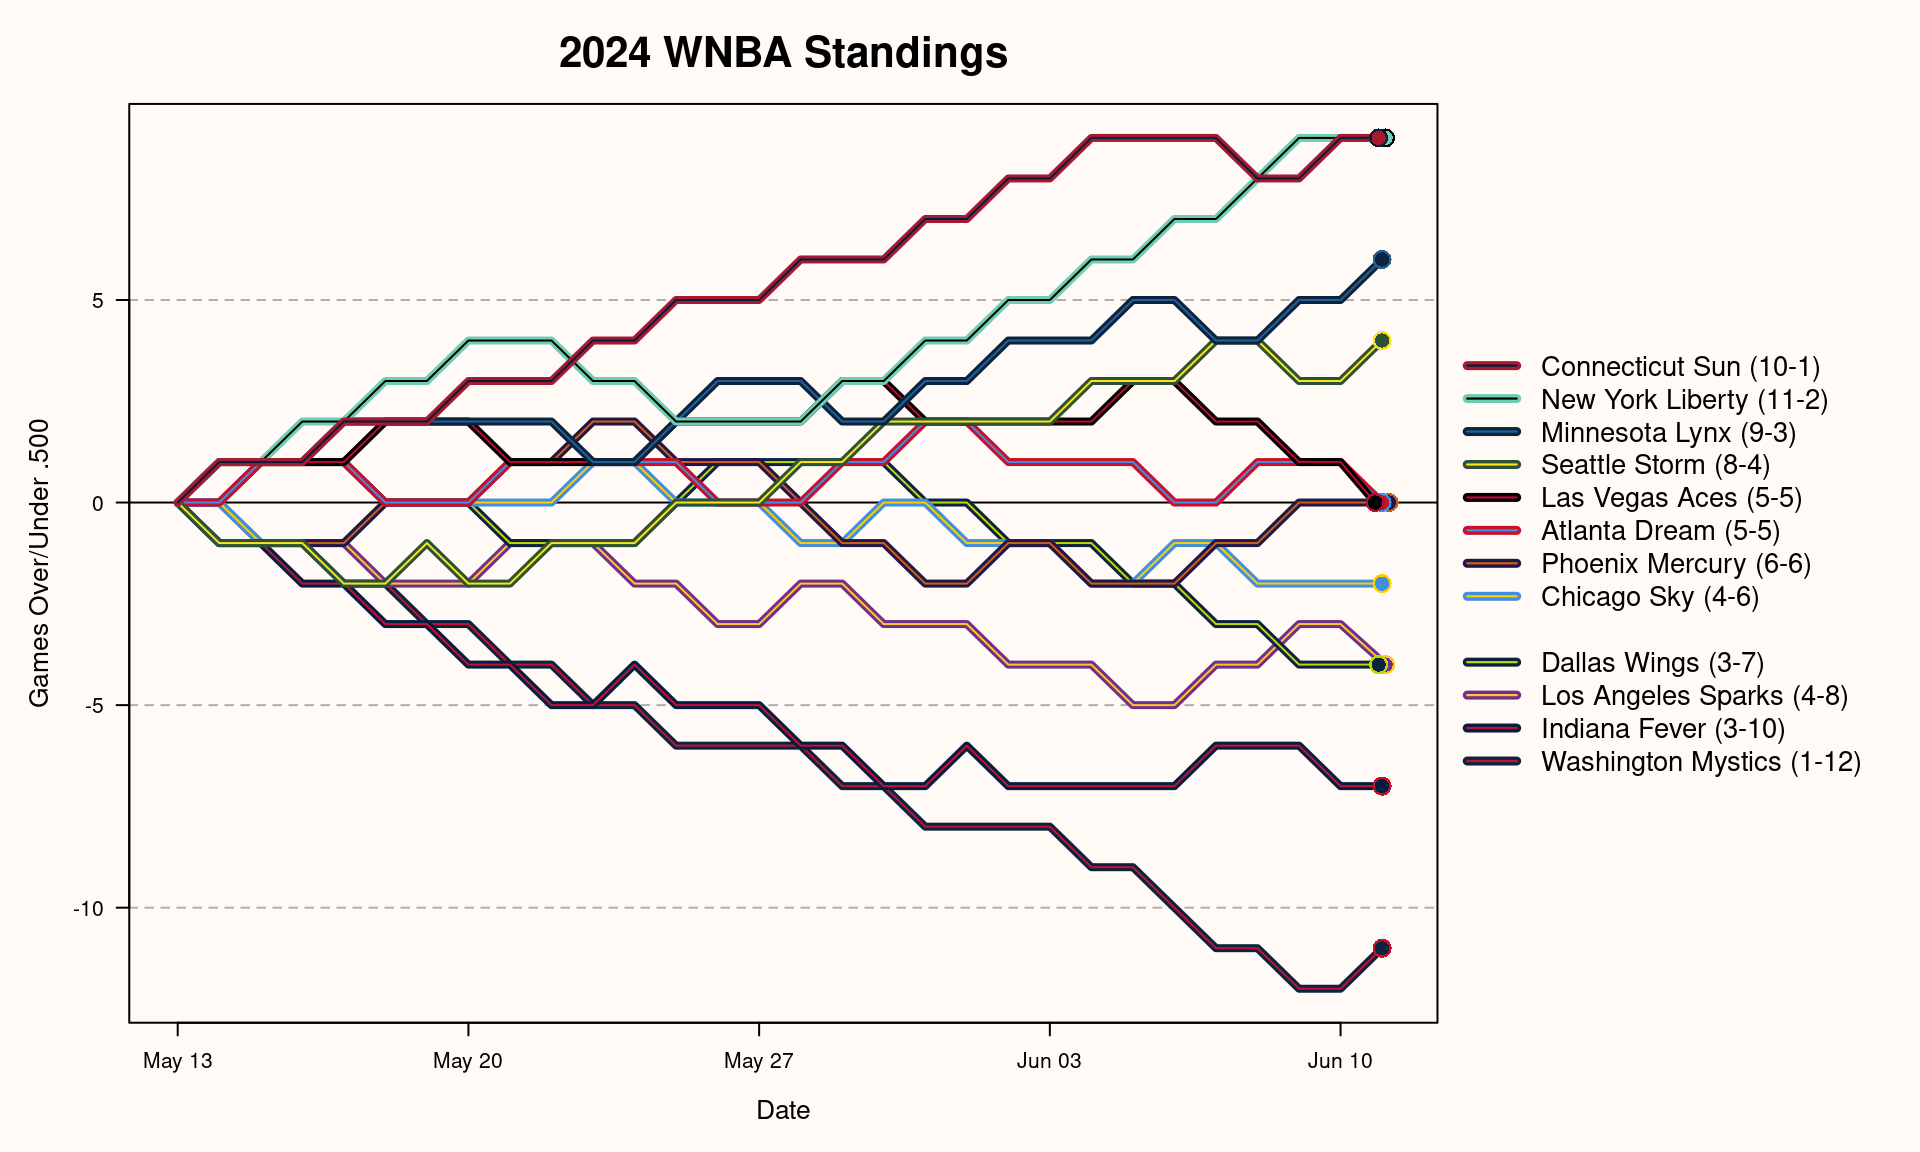 2024 WNBA Standings
Games Over/Under .500
5
0
-5
-10
May 13
May 20
May 27
Jun 03
Jun 10
Date
Connecticut Sun (10-1)
New York Liberty (11-2)
Minnesota Lynx (9-3)
Seattle Storm (8-4)
Las Vegas Aces (5-5)
Atlanta Dream (5-5)
Phoenix Mercury (6-6)
Chicago Sky (4-6)
Dallas Wings (3-7)
Los Angeles Sparks (4-8)
Indiana Fever (3-10)
Washington Mystics (1-12)